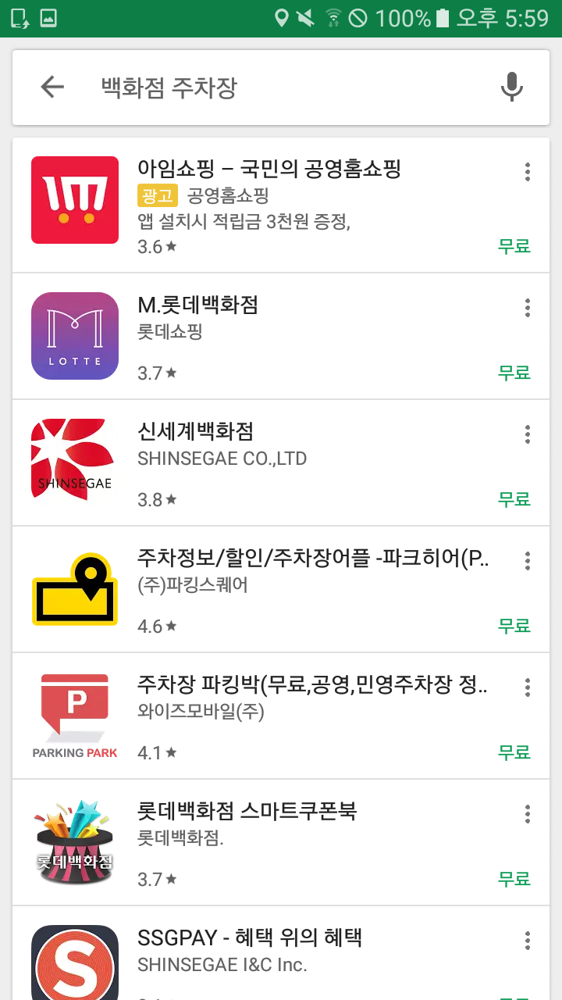 100% 오후 5:59
백화점 주차장
아임쇼핑 – 국민의 공영홈쇼핑
광고 공영홈쇼핑
앱 설치시 적립금 3천원 증정,
3.6★ 무료
M.롯데백화점
롯데쇼핑
LOTTE
3.7★ 무료
신세계백화점
SHINSEGAE CO.,LTD
SHINSEGAE
3.8★ 무료
주차정보/할인/주차장어플 -파크히어(P..
(주)파킹스퀘어
4.6★ 무료
주차장 파킹박(무료,공영,민영주차장 정..
P
와이즈모바일(주)
PARKING PARK
4.1★ 무료
롯데백화점 스마트쿠폰북
롯데백화점.
롯데백화점
3.7★ 무료
SSGPAY - 혜택 위의 혜택
SHINSEGAE I&C Inc.
S